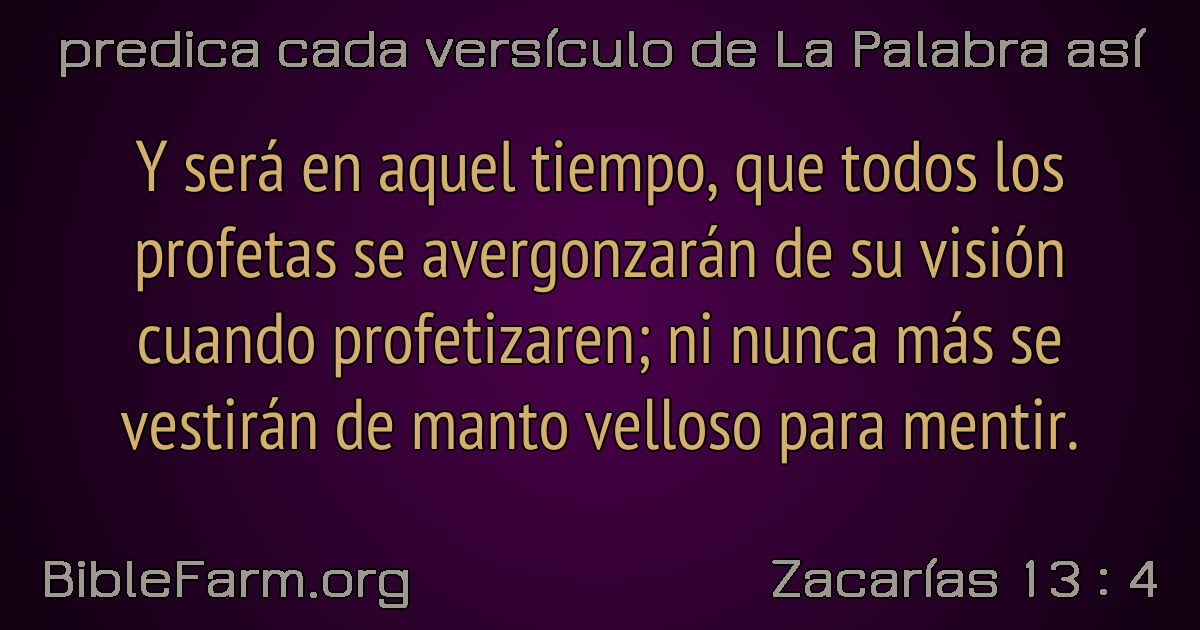 predica cada versículo de La Palabra así
Y será en aquel tiempo, que todos los
profetas se avergonzarán de su visión
cuando profetizaren; ni nunca más se
vestirán de manto velloso para mentir.
BibleFarm.org
Zacarías 13 : 4